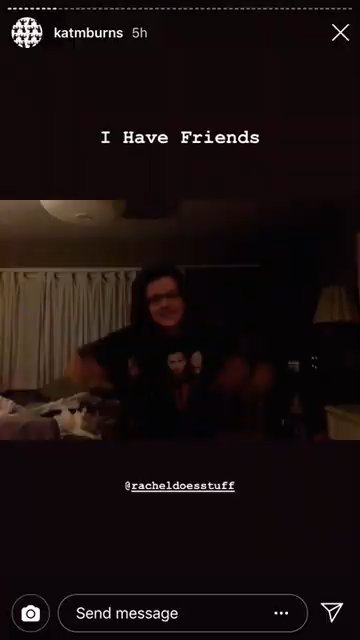 katmburns 5h
I Have Friends
@racheldoesstuff
Send message